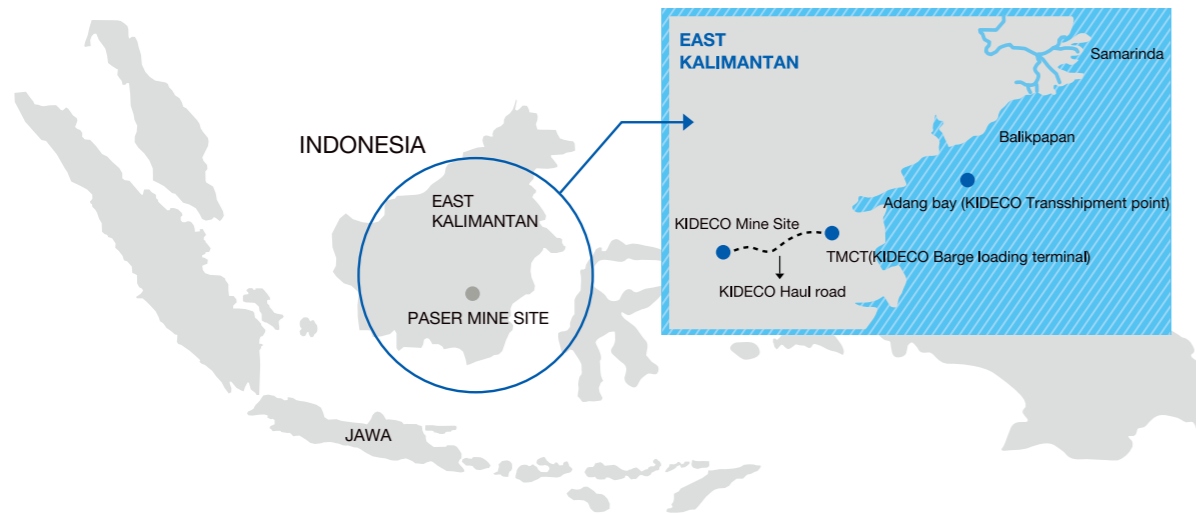 INDONESIA
EAST
KALIMANTAN
PASER MINE SITE
JAWA
EAST
KALIMANTAN
Samarinda
Balikpapan
Adang bay (KIDECO Transshipment point)
KIDECO Mine Site
TMCT(KIDECO Barge loading terminal)
KIDECO Haul road